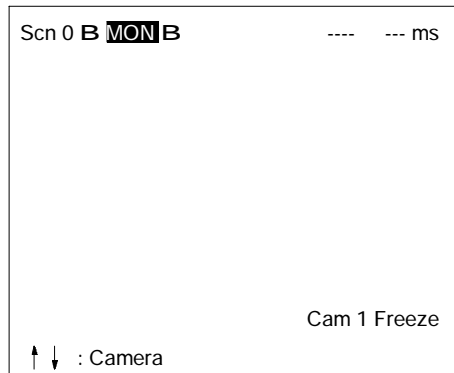 Scn 0 B MON B ---- --- ms
Cam 1 Freeze
↑ ↓ : Camera